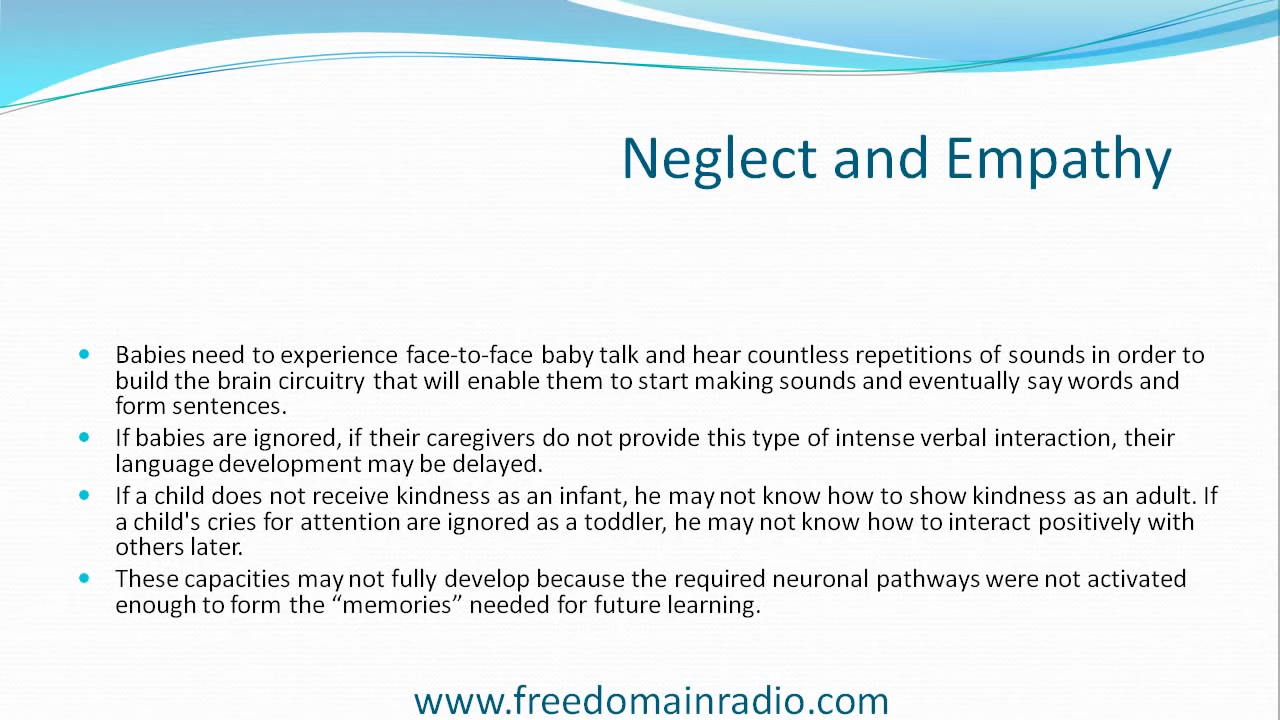 Neglect and Empathy
Babies need to experience face-to-face baby talk and hear countless repetitions of sounds in order to
build the brain circuitry that will enable them to start making sounds and eventually say words and
form sentences.
If babies are ignored, if their caregivers do not provide this type of intense verbal interaction, their
language development may be delayed.
If a child does not receive kindness as an infant, he may not know how to show kindness as an adult. If
a child's cries for attention are ignored as a toddler, he may not know how to interact positively with
others later.
These capacities may not fully develop because the required neuronal pathways were not activated
enough to form the “memories” needed for future learning.
www.freedomainradio.com